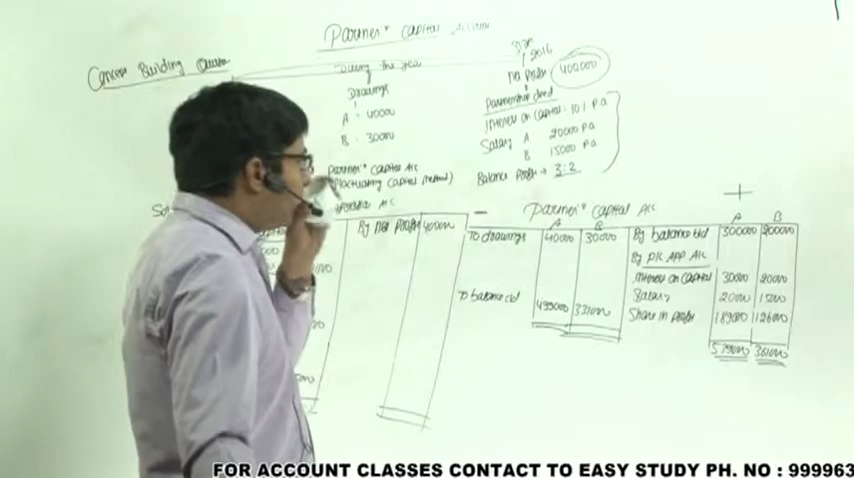 Partner's Capital Account
Concept Building Question
During the year
Drawings
A = 40000
B = 30000
Partner's Capital A/c
(Fluctuating Capital Method)
2016
Net Profit 400000
Partnership deed
Interest on Capital: 10% P.a
Salary A 20000 P.a
B 15000 P.a
Balance Profit → 3:2
By Net Profit 400000
Partner's Capital A/c
A B
To drawings 40000 30000
To balance c/d 499000 331000
A B
By balance b/d 300000 200000
By P/L APP A/c
Interest on Capital 30000 20000
Salary 20000 15000
Share in Profit 189000 126000
539000 361000
FOR ACCOUNT CLASSES CONTACT TO EASY STUDY PH. NO : 999963